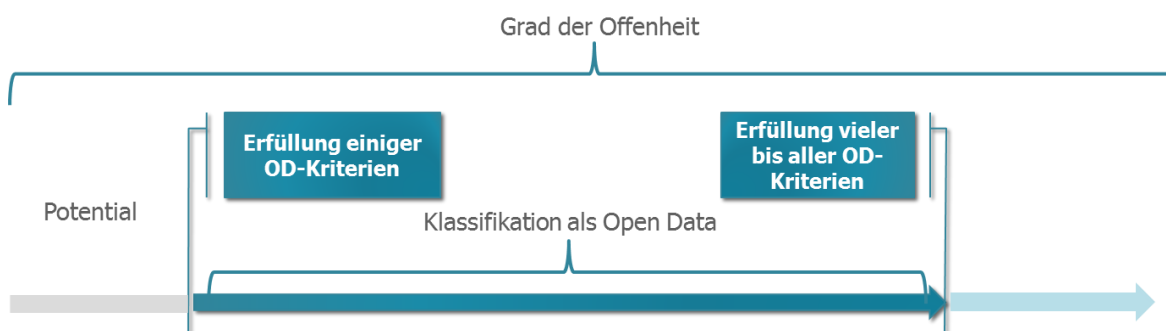 Grad der Offenheit
Erfüllung einiger
OD-Kriterien
Erfüllung vieler
bis aller OD-
Kriterien
Potential
Klassifikation als Open Data